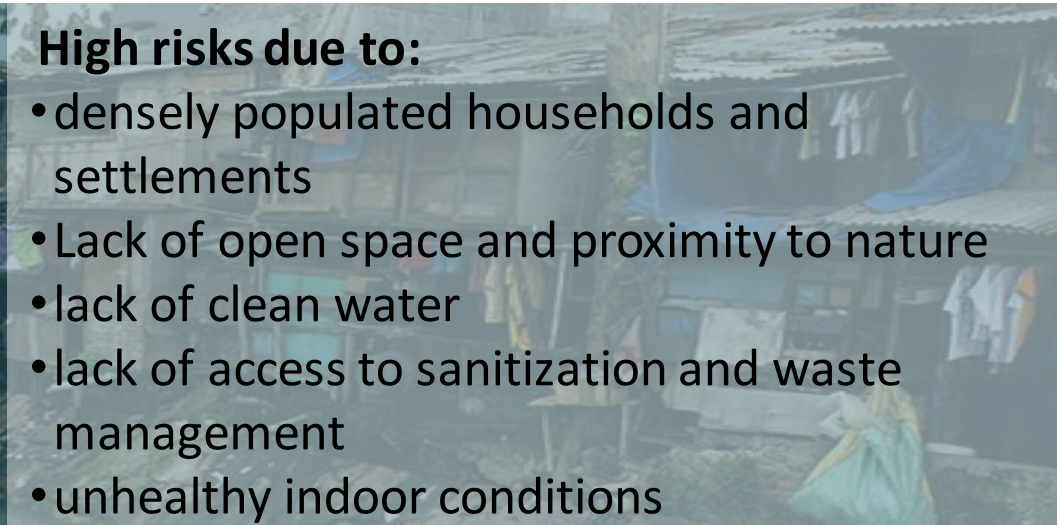 High risks due to:
•densely populated households and
settlements
•Lack of open space and proximity to nature
•lack of clean water
•lack of access to sanitization and waste
management
•unhealthy indoor conditions